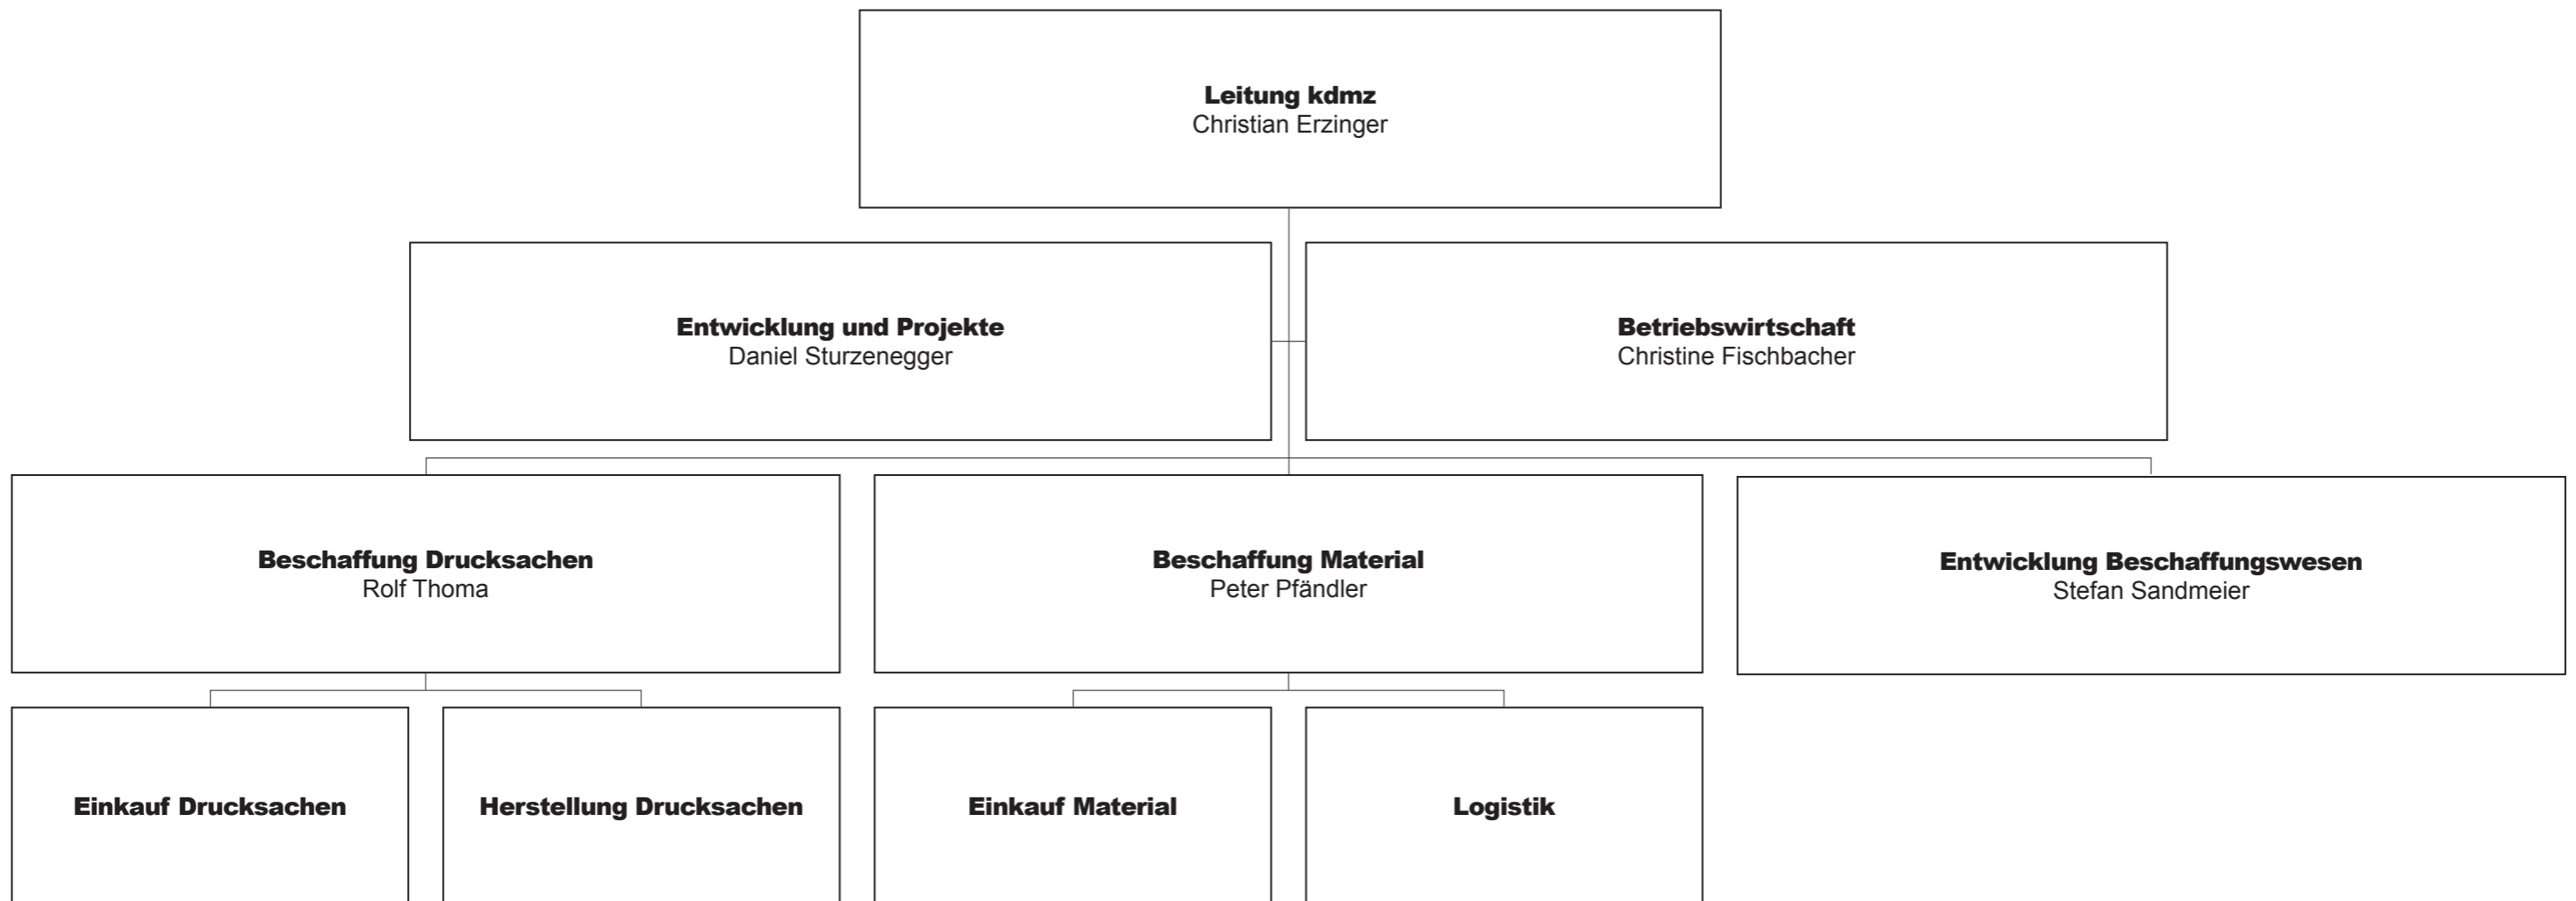 Leitung kdmz
Christian Erzinger
Entwicklung und Projekte
Daniel Sturzenegger
Betriebswirtschaft
Christine Fischbacher
Beschaffung Drucksachen
Rolf Thoma
Beschaffung Material
Peter Pfändler
Entwicklung Beschaffungswesen
Stefan Sandmeier
Einkauf Drucksachen
Herstellung Drucksachen
Einkauf Material
Logistik